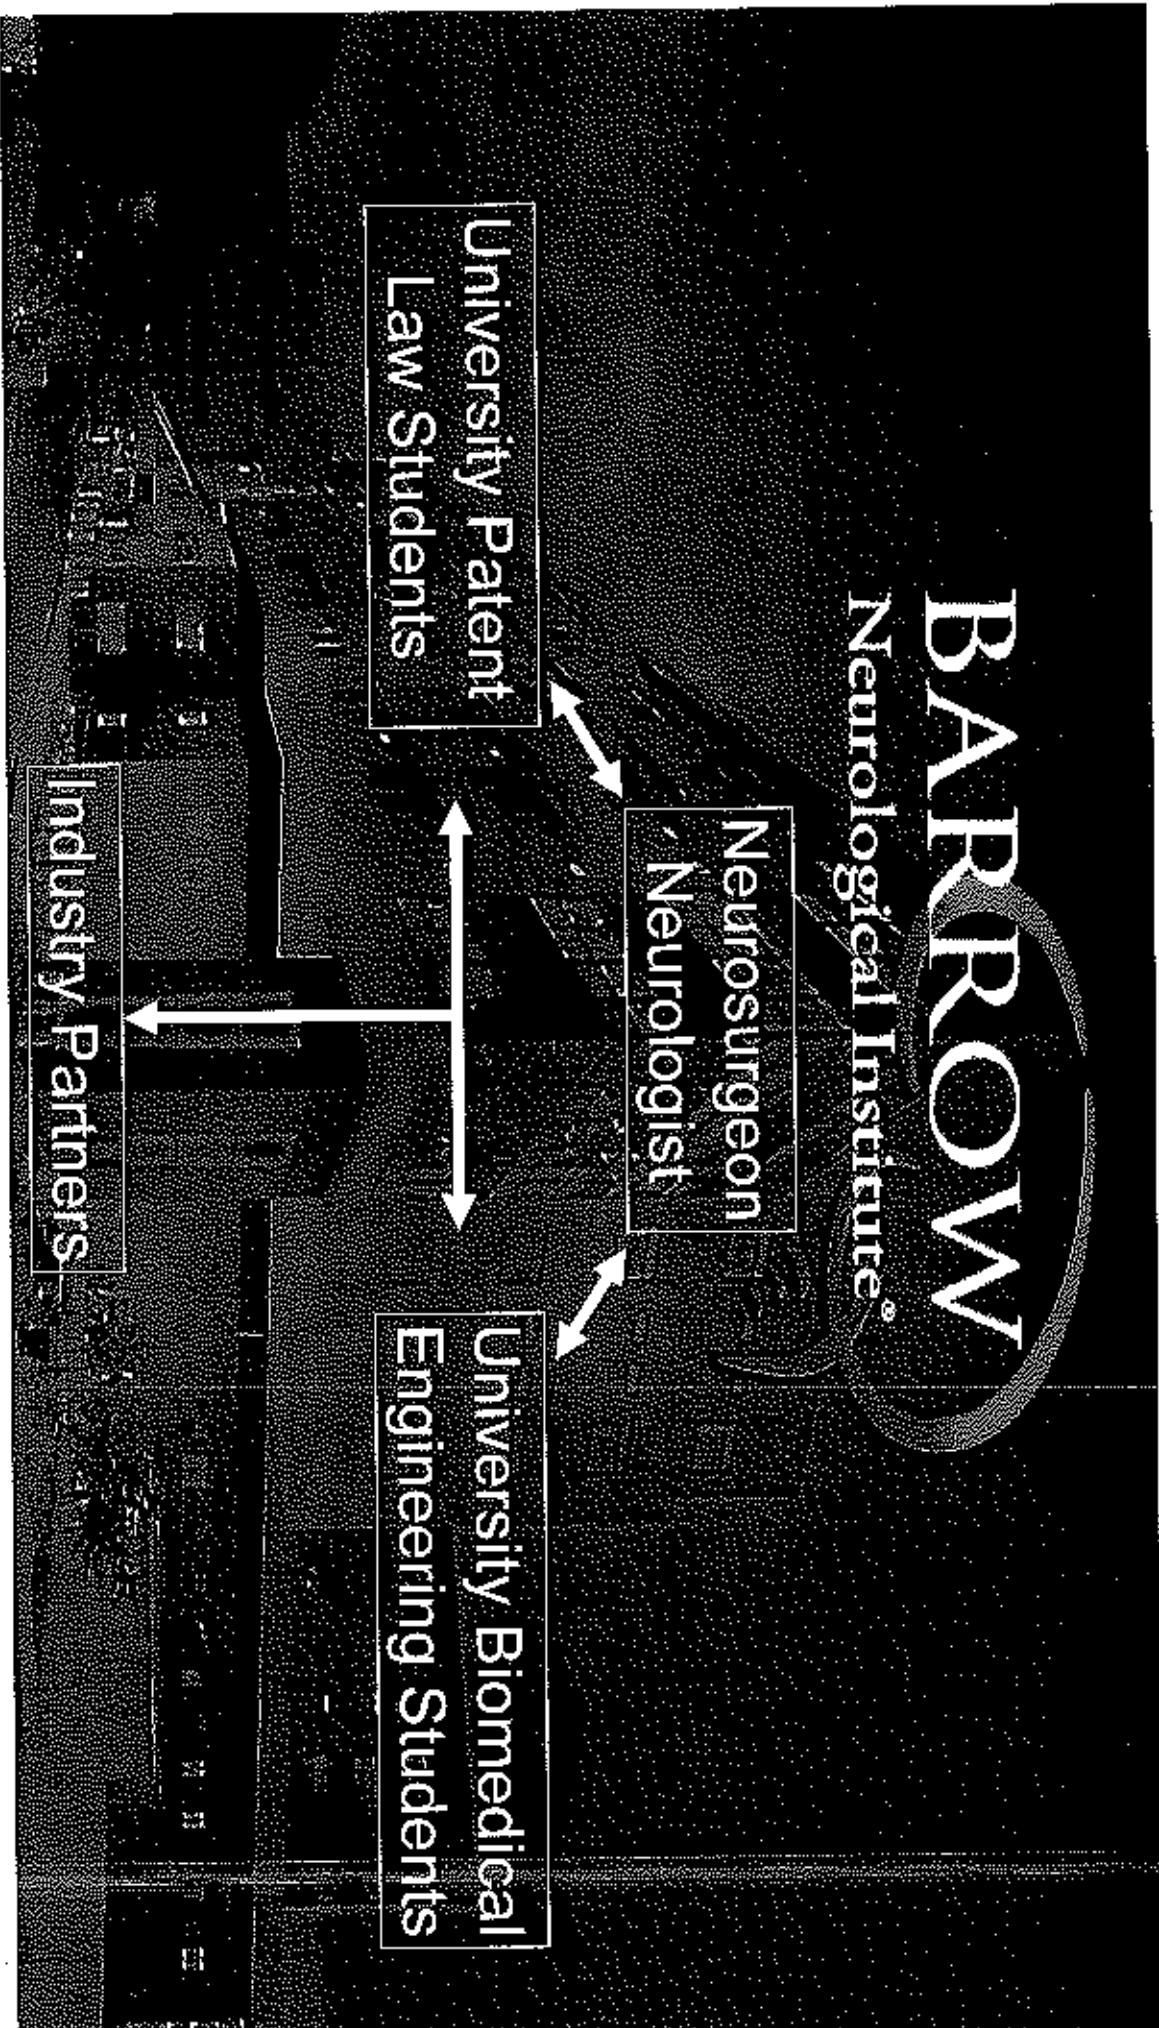 BARROW
Neurological Institute®
Neurosurgeon
Neurologist
University Patent
Law Students
University Biomedical
Engineering Students
Industry Partners